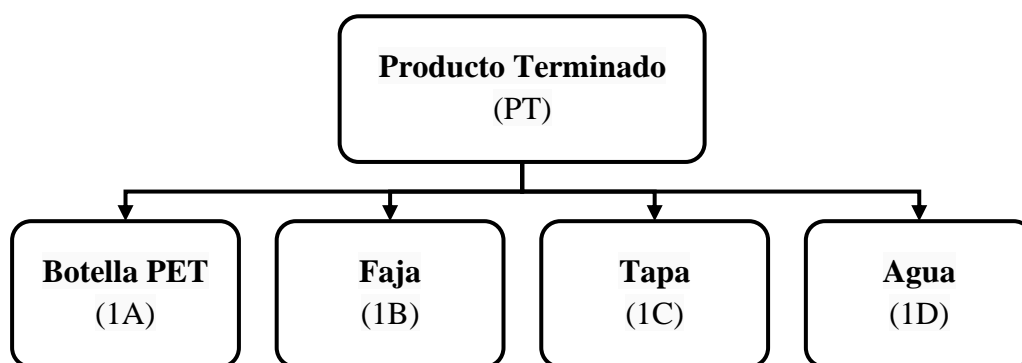 Producto Terminado
(PT)
Botella PET
(1A)
Faja
(1B)
Tapa
(1C)
Agua
(1D)